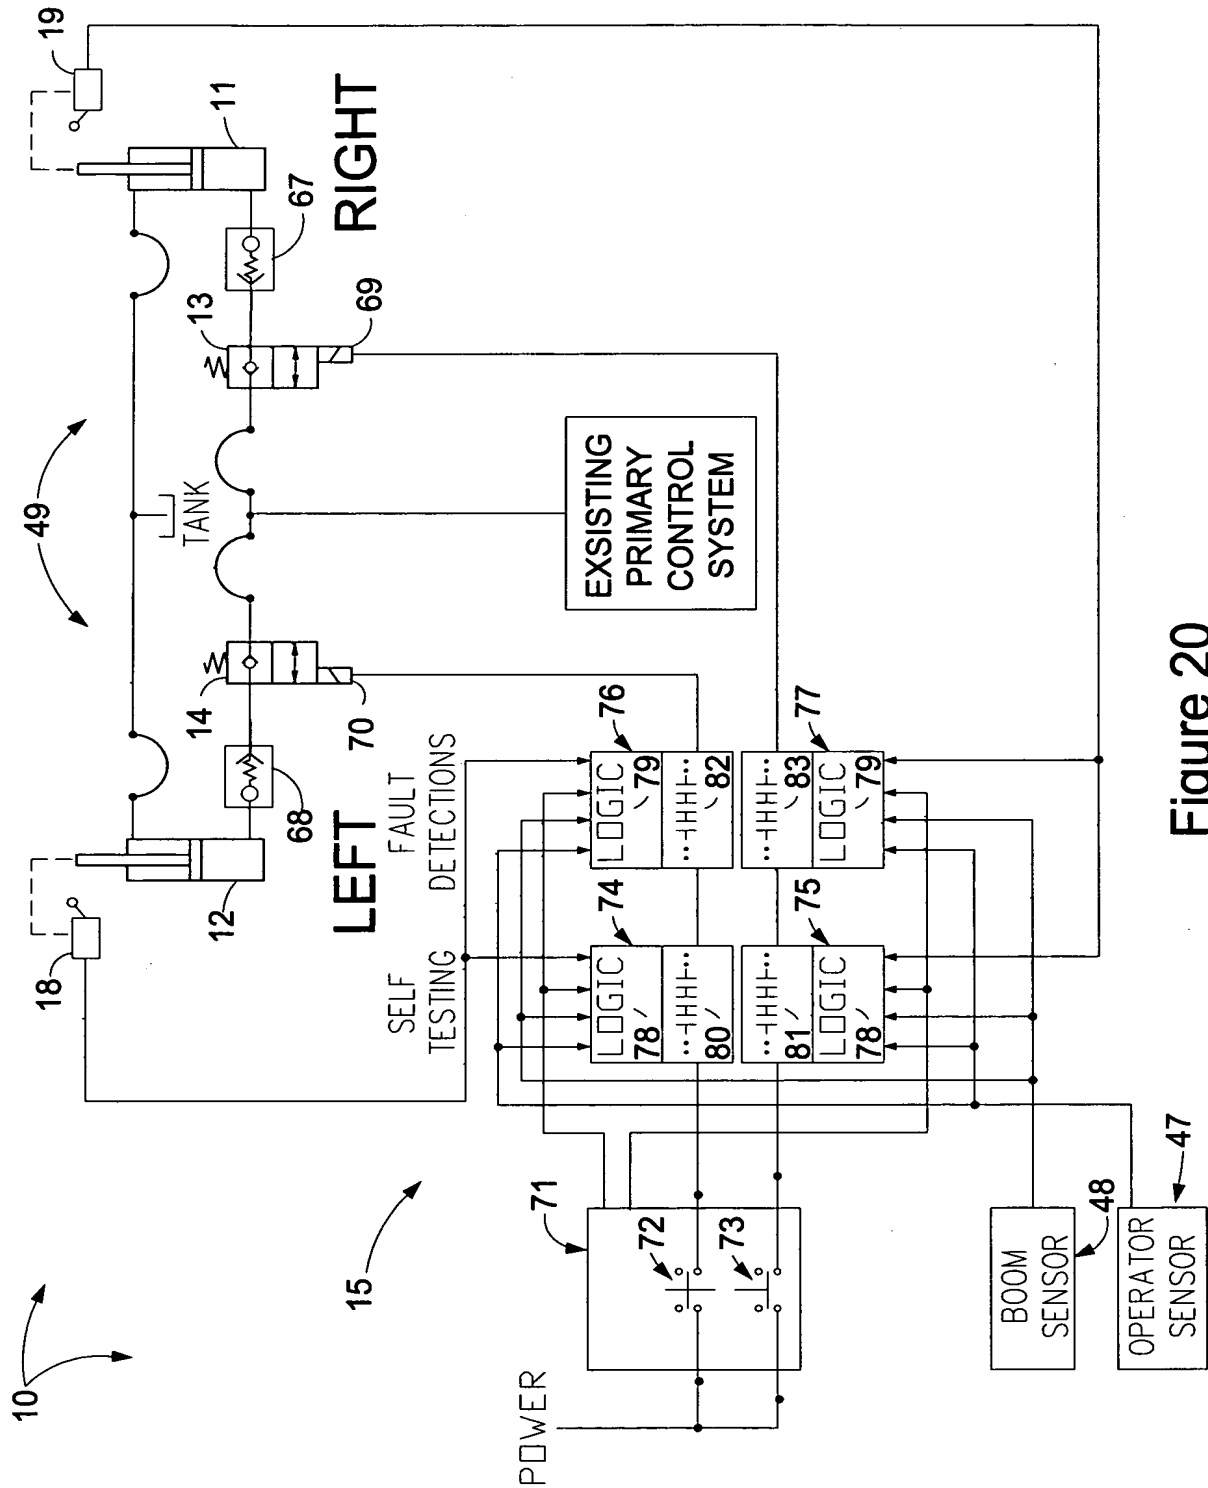 10
49
19
18
12
11
14
13
TANK
68
67
70
69
LEFT
RIGHT
15
SELF
TESTING
FAULT
DETECTIONS
EXSISTING
PRIMARY
CONTROL
SYSTEM
POWER
71
72
73
74
76
LOGIC
78
LOGIC
79
80
82
81
83
LOGIC
78
LOGIC
79
75
77
BOOM
SENSOR
48
OPERATOR
SENSOR
47
Figure 20